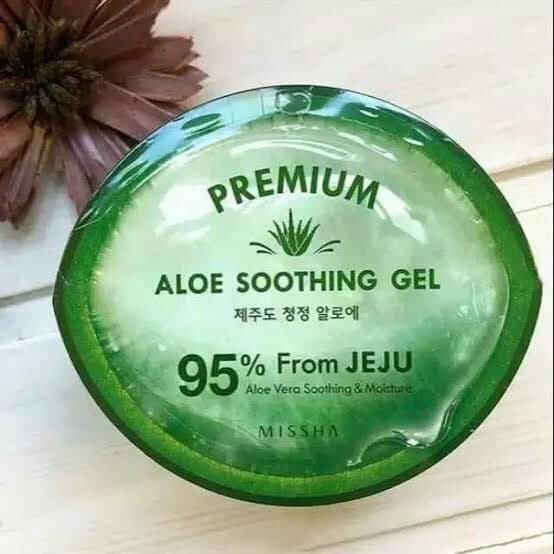 PREMIUM
ALOE SOOTHING GEL
제주도 청정 알로에
95% From JEJU
Aloe Vera Soothing & Moisture
MISSHA